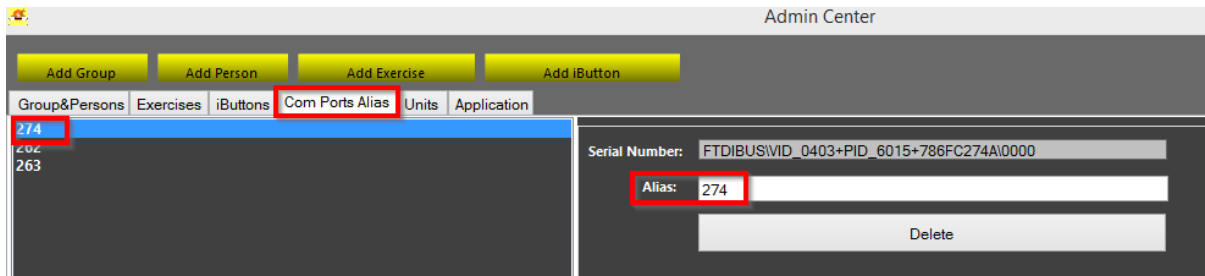 Admin Center
Add Group Add Person Add Exercise Add iButton
Group&Persons Exercises iButtons Com Ports Alias Units Application
274
262
263
Serial Number: FTDIBUS\VID_0403+PID_6015+786FC274A\0000
Alias: 274
Delete